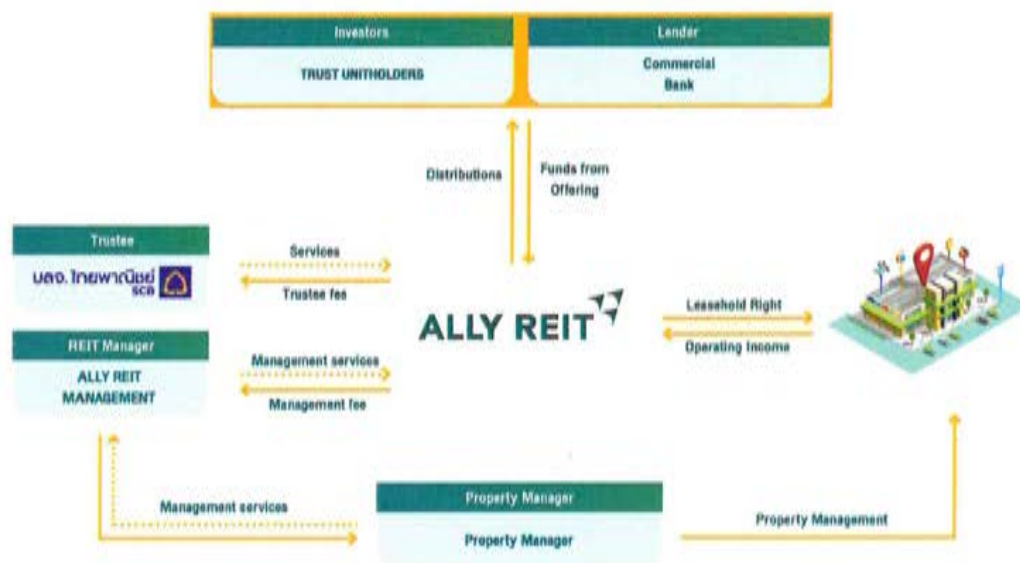 Investors
TRUST UNITHOLDERS
Lender
Commercial
Bank
Distributions
Funds from
Offering
Trustee
บลจ. ไทยพาณิชย์
SCB
Services
Trustee fee
REIT Manager
ALLY REIT
MANAGEMENT
Management services
Management fee
ALLY REIT
Leasehold Right
Operating Income
Management services
Property Manager
Property Manager
Property Management